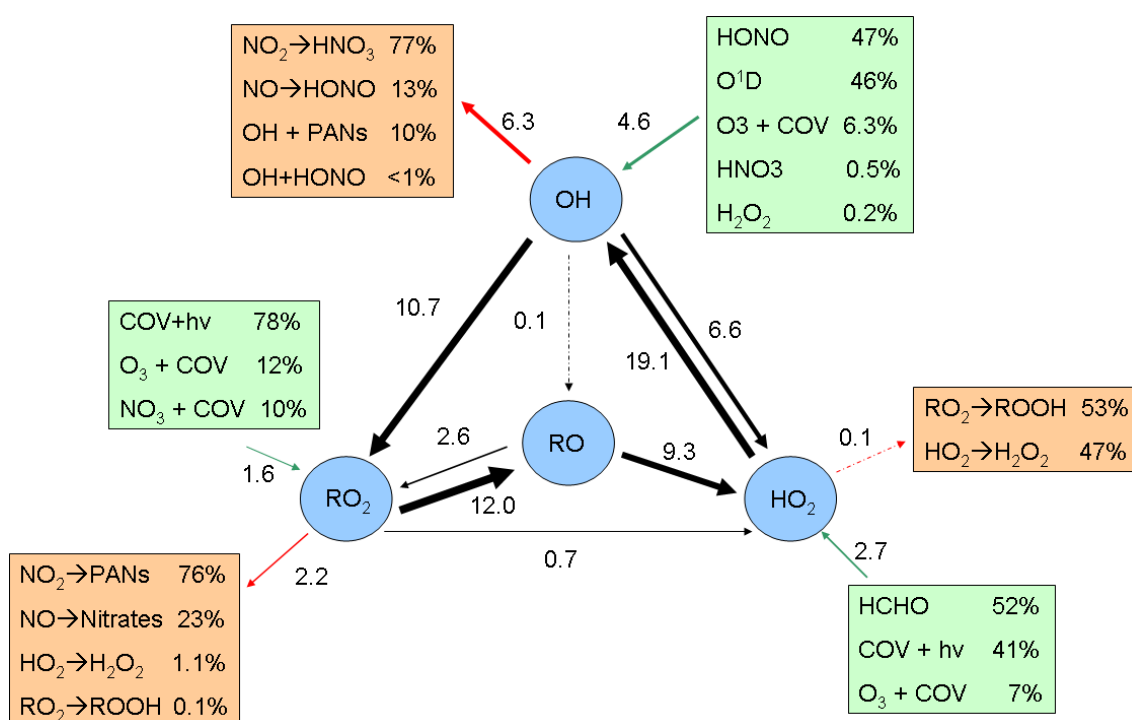 NO₂→HNO₃ 77%
NO→HONO 13%
OH + PANs 10%
OH+HONO <1%
HONO 47%
O¹D 46%
O3 + COV 6.3%
HNO3 0.5%
H₂O₂ 0.2%
6.3
4.6
OH
10.7
0.1
6.6
19.1
COV+hv 78%
O₃ + COV 12%
NO₃ + COV 10%
1.6
2.6
RO
9.3
RO₂
12.0
HO₂
0.1
RO₂→ROOH 53%
HO₂→H₂O₂ 47%
0.7
2.2
2.7
NO₂→PANs 76%
NO→Nitrates 23%
HO₂→H₂O₂ 1.1%
RO₂→ROOH 0.1%
HCHO 52%
COV + hv 41%
O₃ + COV 7%